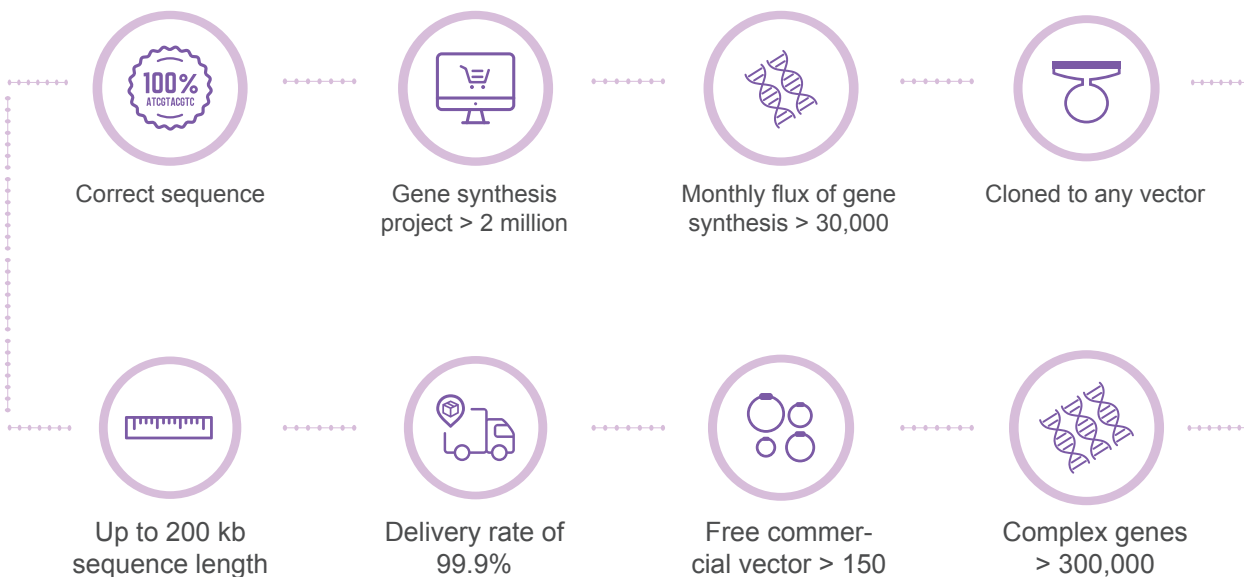 100%
ATCGTACGTC
Correct sequence
Gene synthesis
project > 2 million
Monthly flux of gene
synthesis > 30,000
Cloned to any vector
Up to 200 kb
sequence length
Delivery rate of
99.9%
Free commer-
cial vector > 150
Complex genes
> 300,000